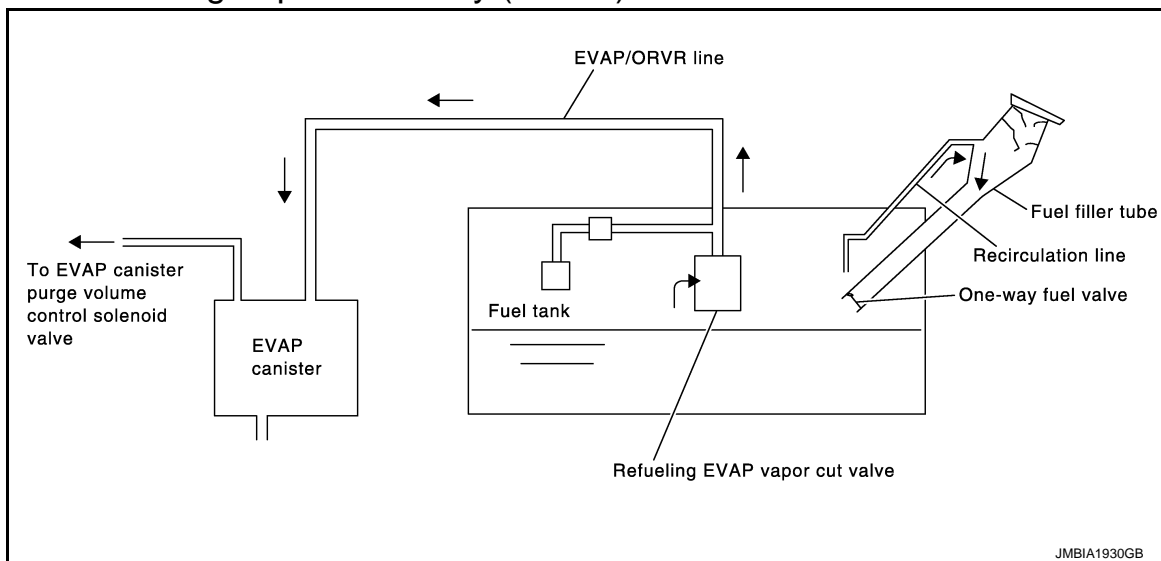 EVAP/ORVR line
Fuel filler tube
Recirculation line
One-way fuel valve
To EVAP canister
purge volume
control solenoid
valve
Fuel tank
EVAP
canister
Refueling EVAP vapor cut valve
JMBIA1930GB